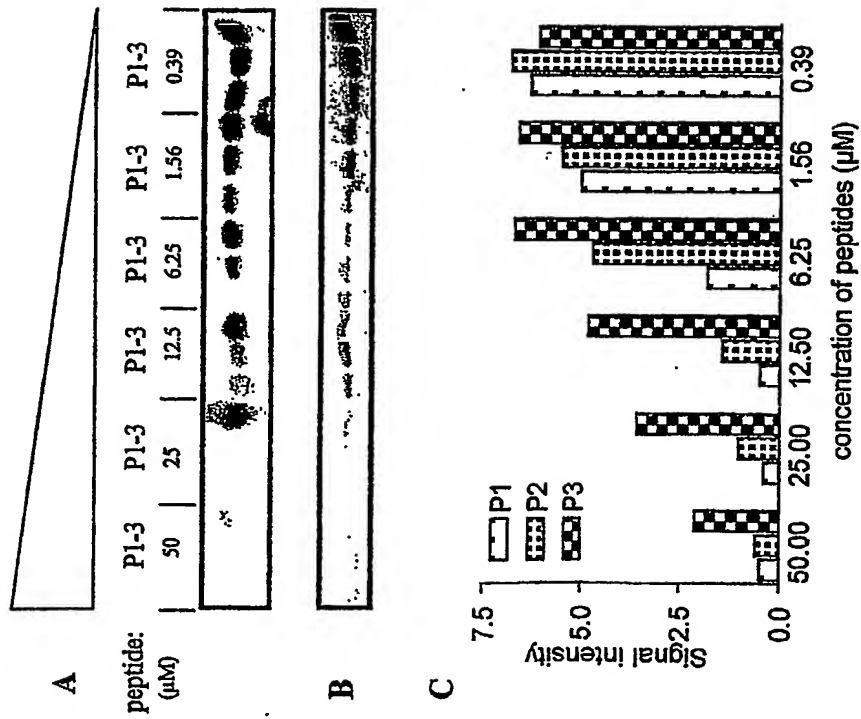 A
peptide: P1-3 P1-3 P1-3 P1-3 P1-3 P1-3
(µM) 50 25 12.5 6.25 1.56 0.39
B
C
P1
P2
P3
7.5
5.0
2.5
0.0
Signal intensity
50.00 25.00 12.50 6.25 1.56 0.39
concentration of peptides (µM)